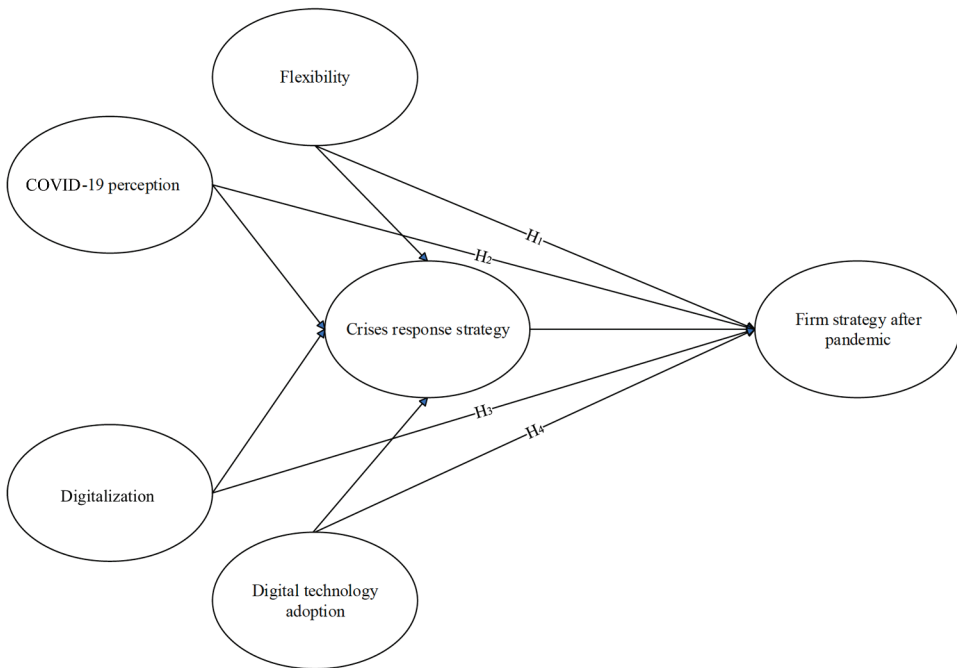 Flexibility
COVID-19 perception
H1
H2
Crises response strategy
Firm strategy after
pandemic
H3
H4
Digitalization
Digital technology
adoption